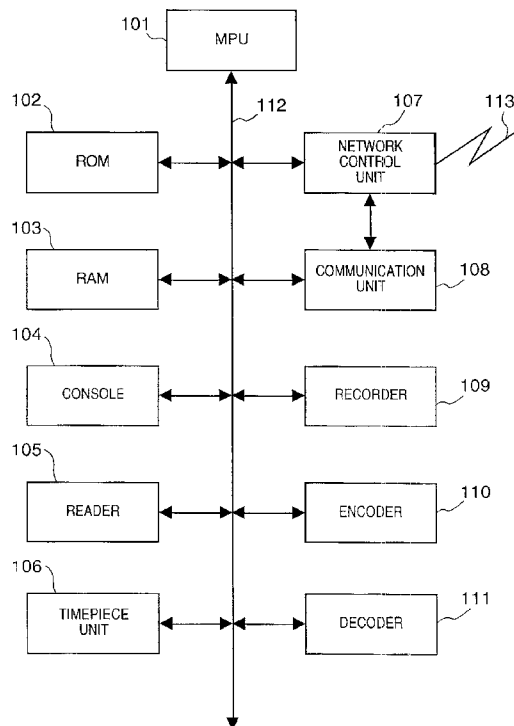 101
MPU
102
112
107
113
ROM
NETWORK
CONTROL
UNIT
103
RAM
COMMUNICATION
UNIT
108
104
CONSOLE
RECORDER
109
105
READER
ENCODER
110
106
TIMEPIECE
UNIT
DECODER
111